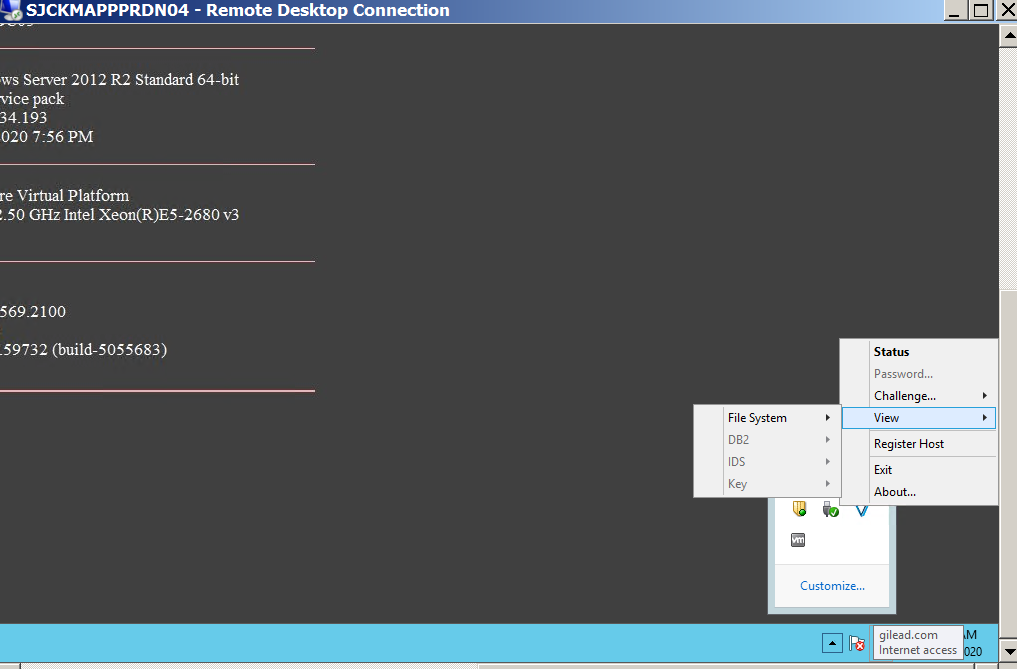 SJCKMAPPPRDN04 - Remote Desktop Connection
ws Server 2012 R2 Standard 64-bit
vice pack
34.193
020 7:56 PM
re Virtual Platform
2.50 GHz Intel Xeon(R)E5-2680 v3
569.2100
.59732 (build-5055683)
Status
Password...
Challenge...
View
Register Host
Exit
About...
File System
DB2
IDS
Key
vm
Customize...
gilead.com
Internet access
AM
020